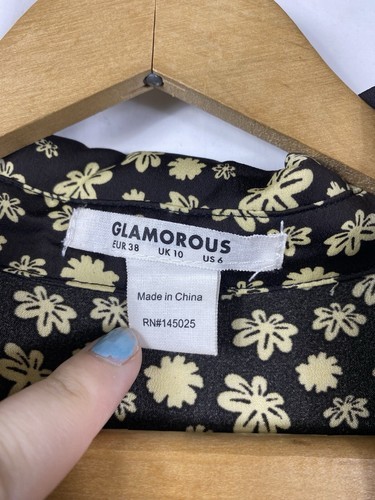 GLAMOROUS
EUR 38 UK 10 US 6
Made in China
RN#145025